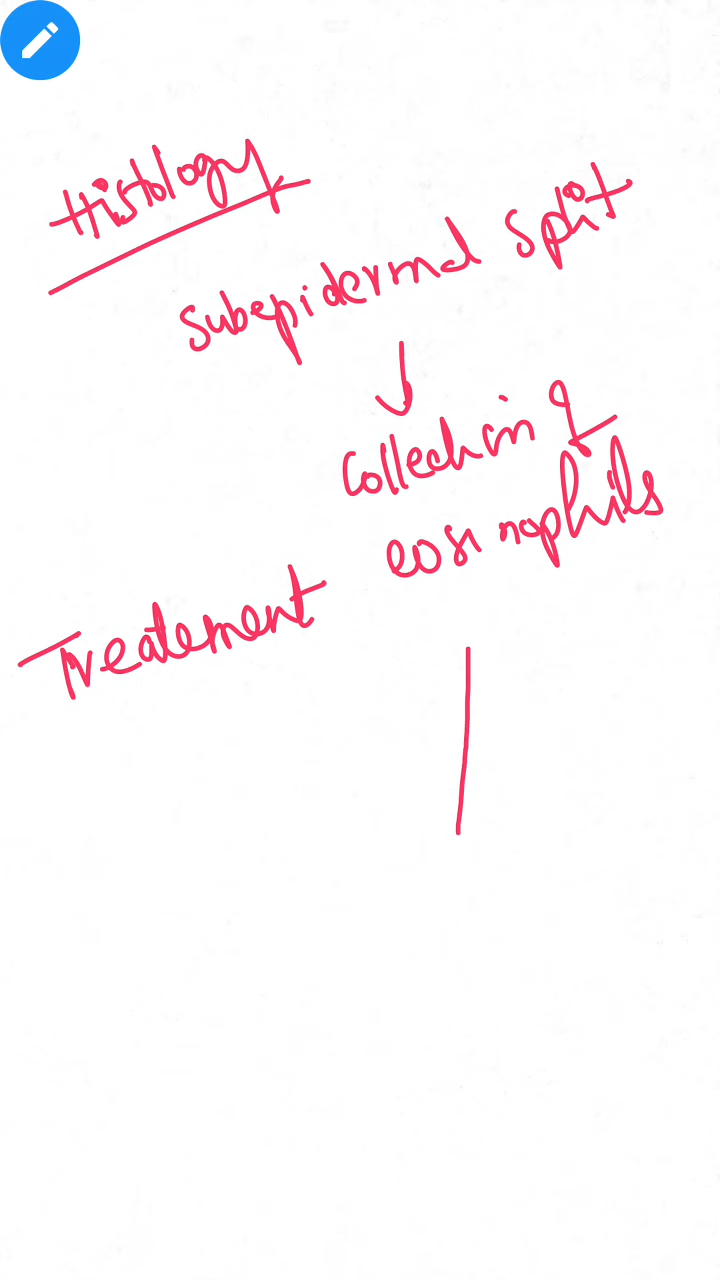 Histology
subepidermal split
↓
collection of
eosinophils
Treatement